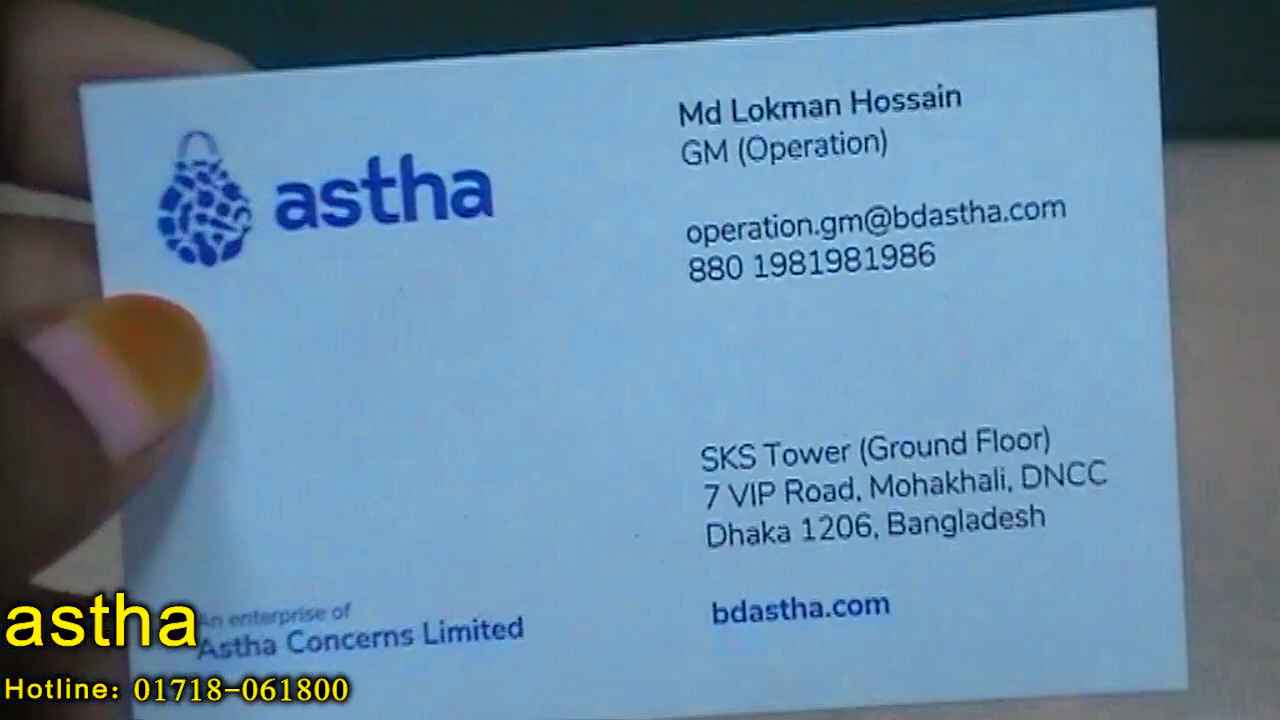 astha
Md Lokman Hossain
GM (Operation)
operation.gm@bdastha.com
880 1981981986
SKS Tower (Ground Floor)
7 VIP Road, Mohakhali, DNCC
Dhaka 1206, Bangladesh
bdastha.com
An enterprise of
Astha Concerns Limited
astha
Hotline: 01718-061800